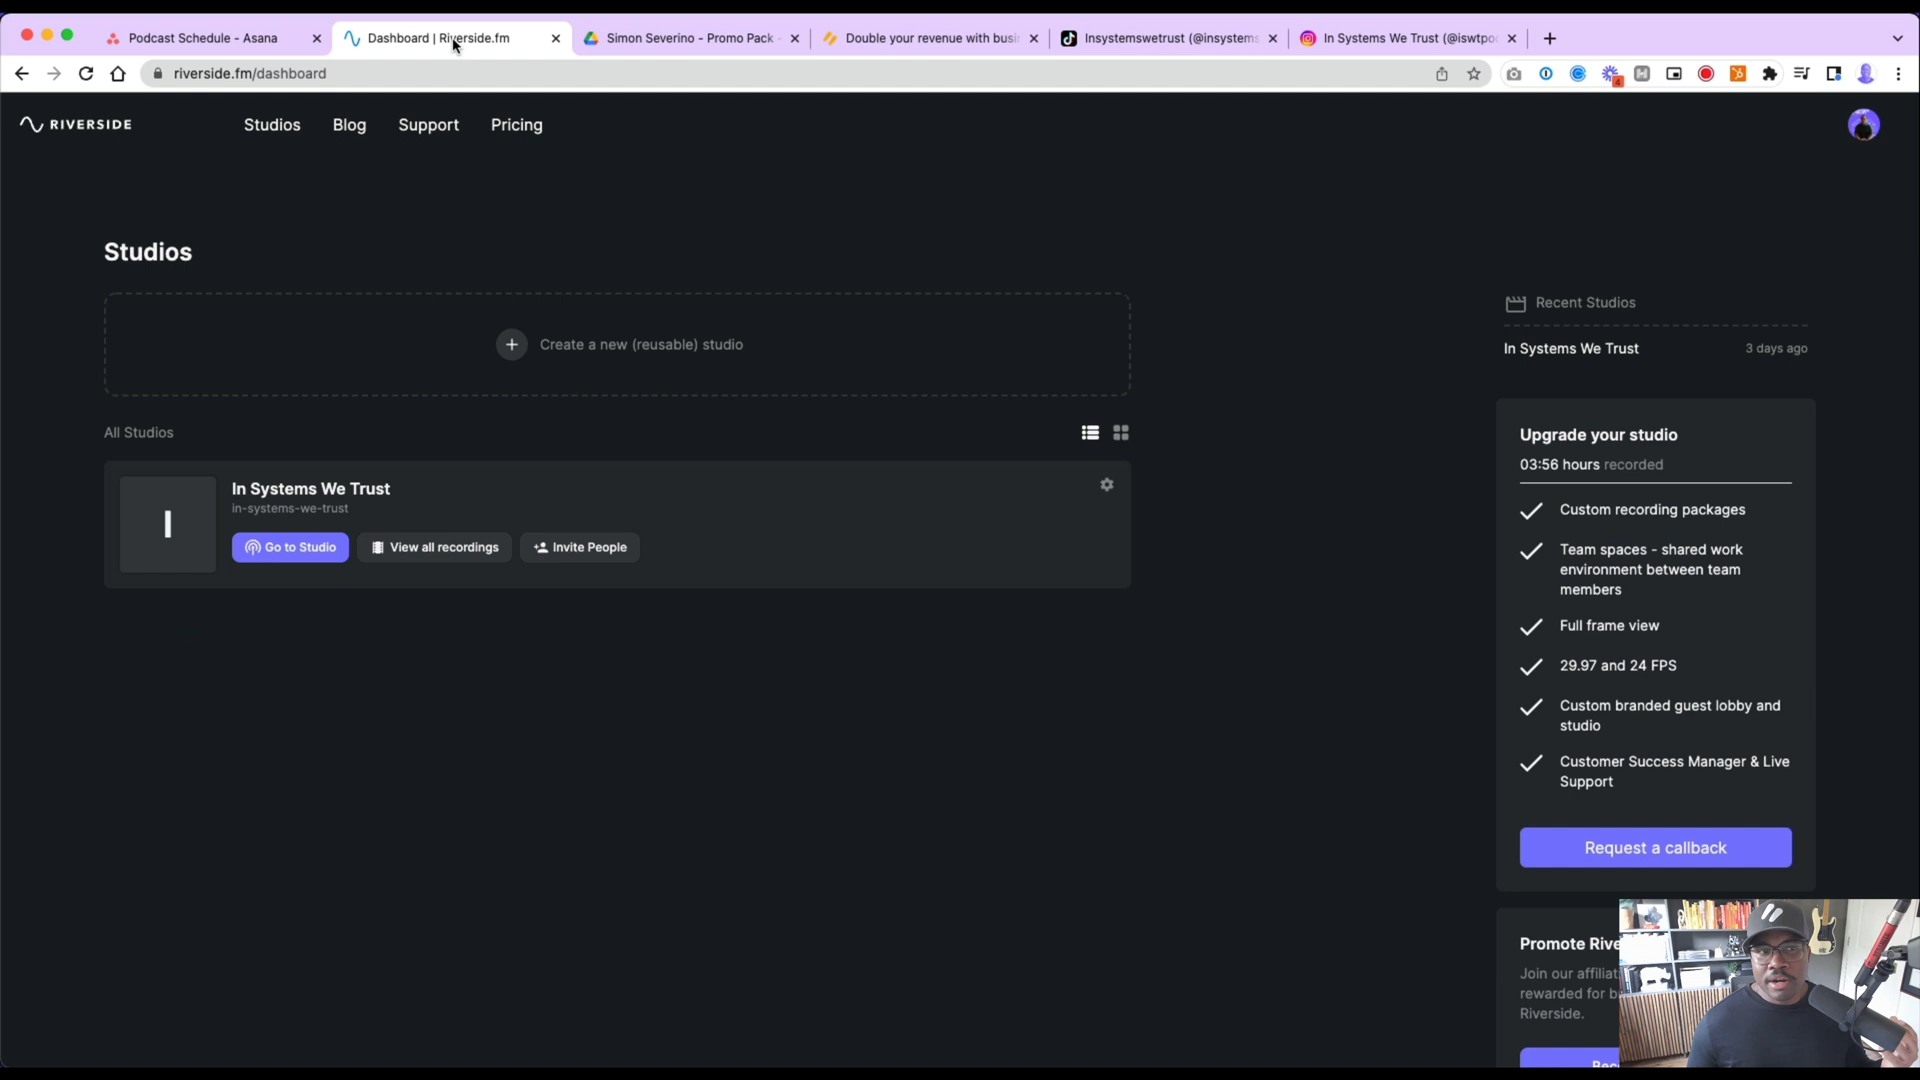 Podcast Schedule - Asana
Dashboard | Riverside.fm
Simon Severino - Promo Pack -
Double your revenue with busi
Insystemswetrust (@insystems
In Systems We Trust (@iswtpo
riverside.fm/dashboard
4
RIVERSIDE
Studios
Blog
Support
Pricing
Studios
Create a new (reusable) studio
Recent Studios
In Systems We Trust
3 days ago
All Studios
I
In Systems We Trust
in-systems-we-trust
Go to Studio
View all recordings
Invite People
Upgrade your studio
03:56 hours recorded
Custom recording packages
Team spaces - shared work
environment between team
members
Full frame view
29.97 and 24 FPS
Custom branded guest lobby and
studio
Customer Success Manager & Live
Support
Request a callback
Promote Rive
Join our affilia
rewarded for b
Riverside.